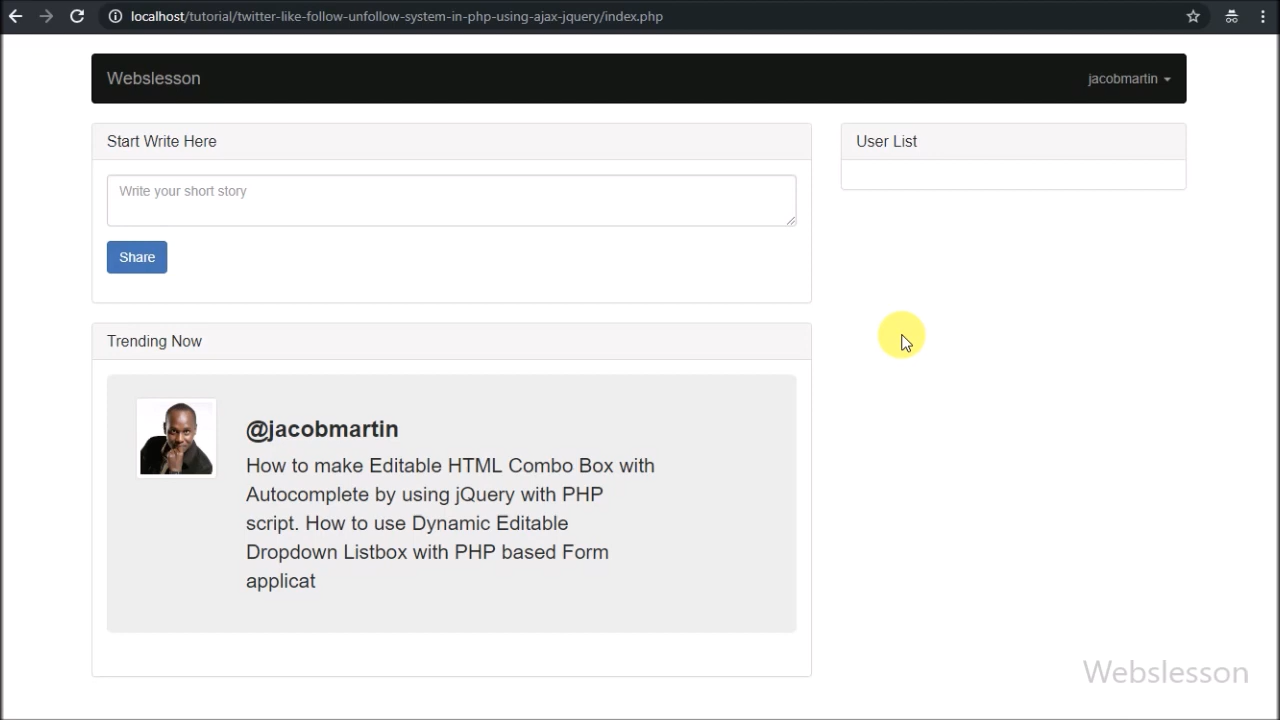 localhost/tutorial/twitter-like-follow-unfollow-system-in-php-using-ajax-jquery/index.php
Webslesson
jacobmartin
Start Write Here
User List
Write your short story
Share
Trending Now
@jacobmartin
How to make Editable HTML Combo Box with
Autocomplete by using jQuery with PHP
script. How to use Dynamic Editable
Dropdown Listbox with PHP based Form
applicat
Webslesson